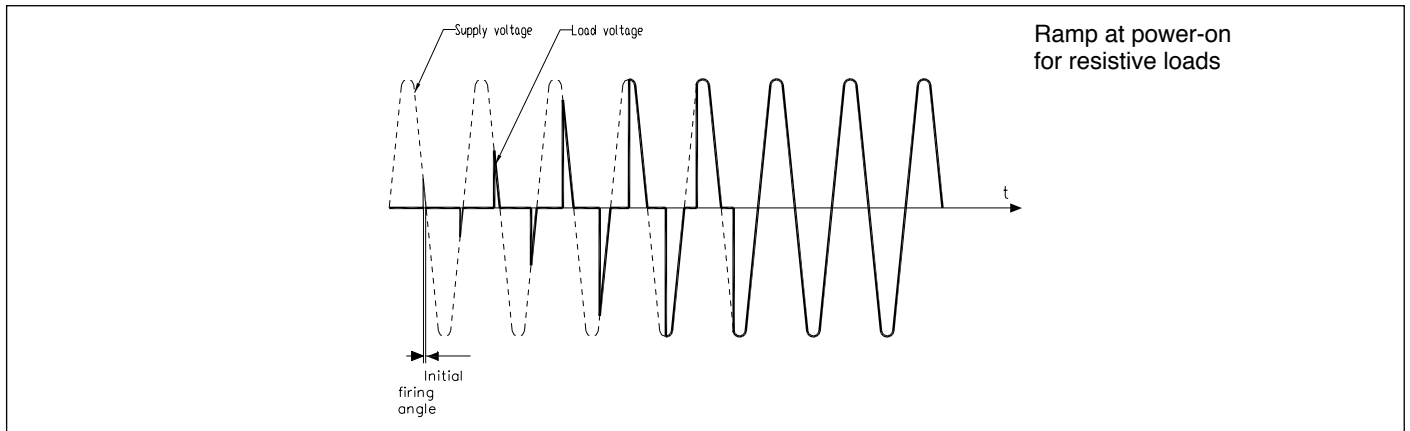 Supply voltage
Load voltage
Ramp at power-on
for resistive loads
t
Initial
firing
angle